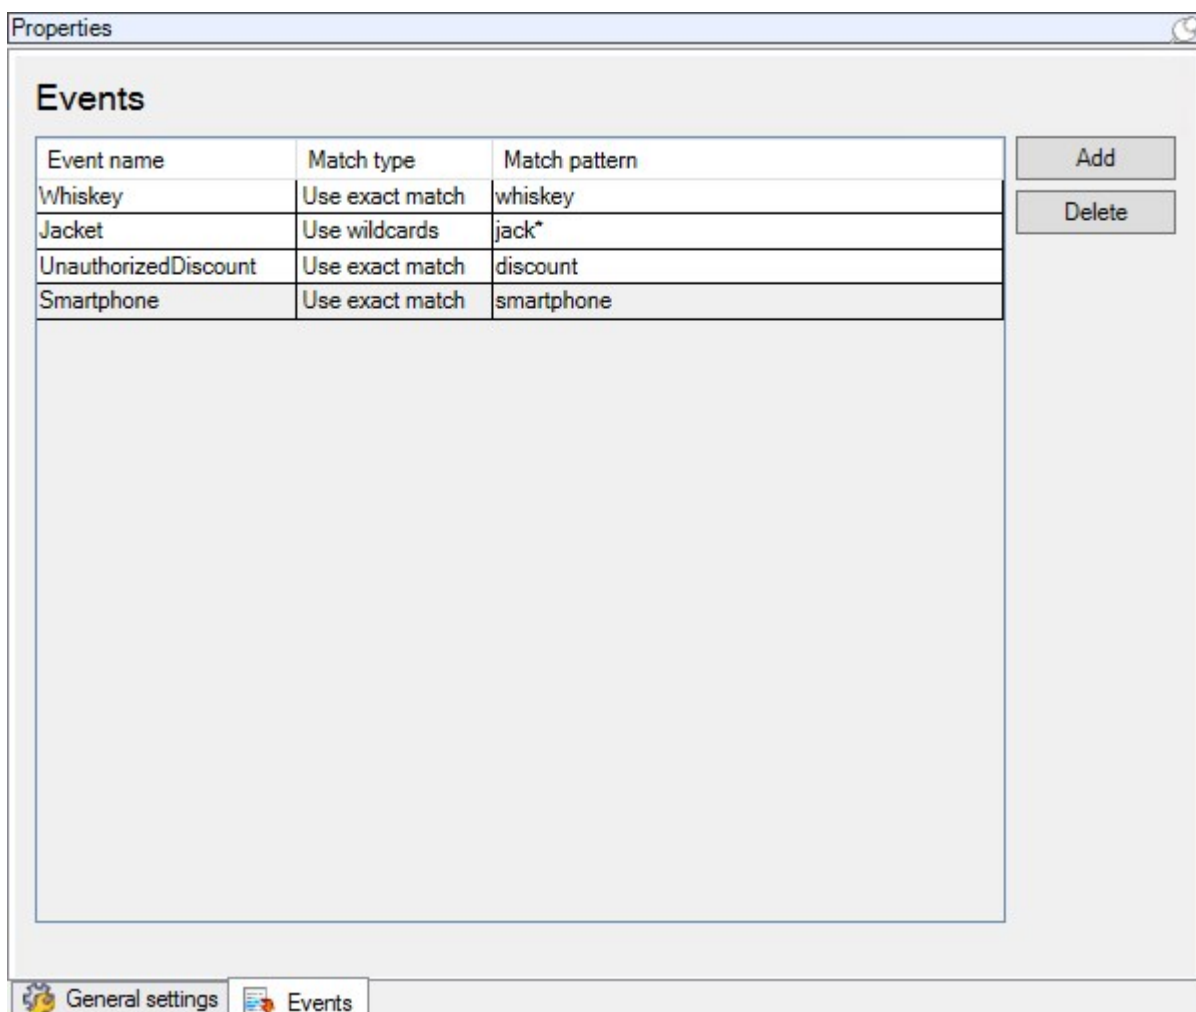 Properties
Events
Event name Match type Match pattern Add
Whiskey Use exact match whiskey
Jacket Use wildcards jack* Delete
UnauthorizedDiscount Use exact match discount
Smartphone Use exact match smartphone
General settings Events